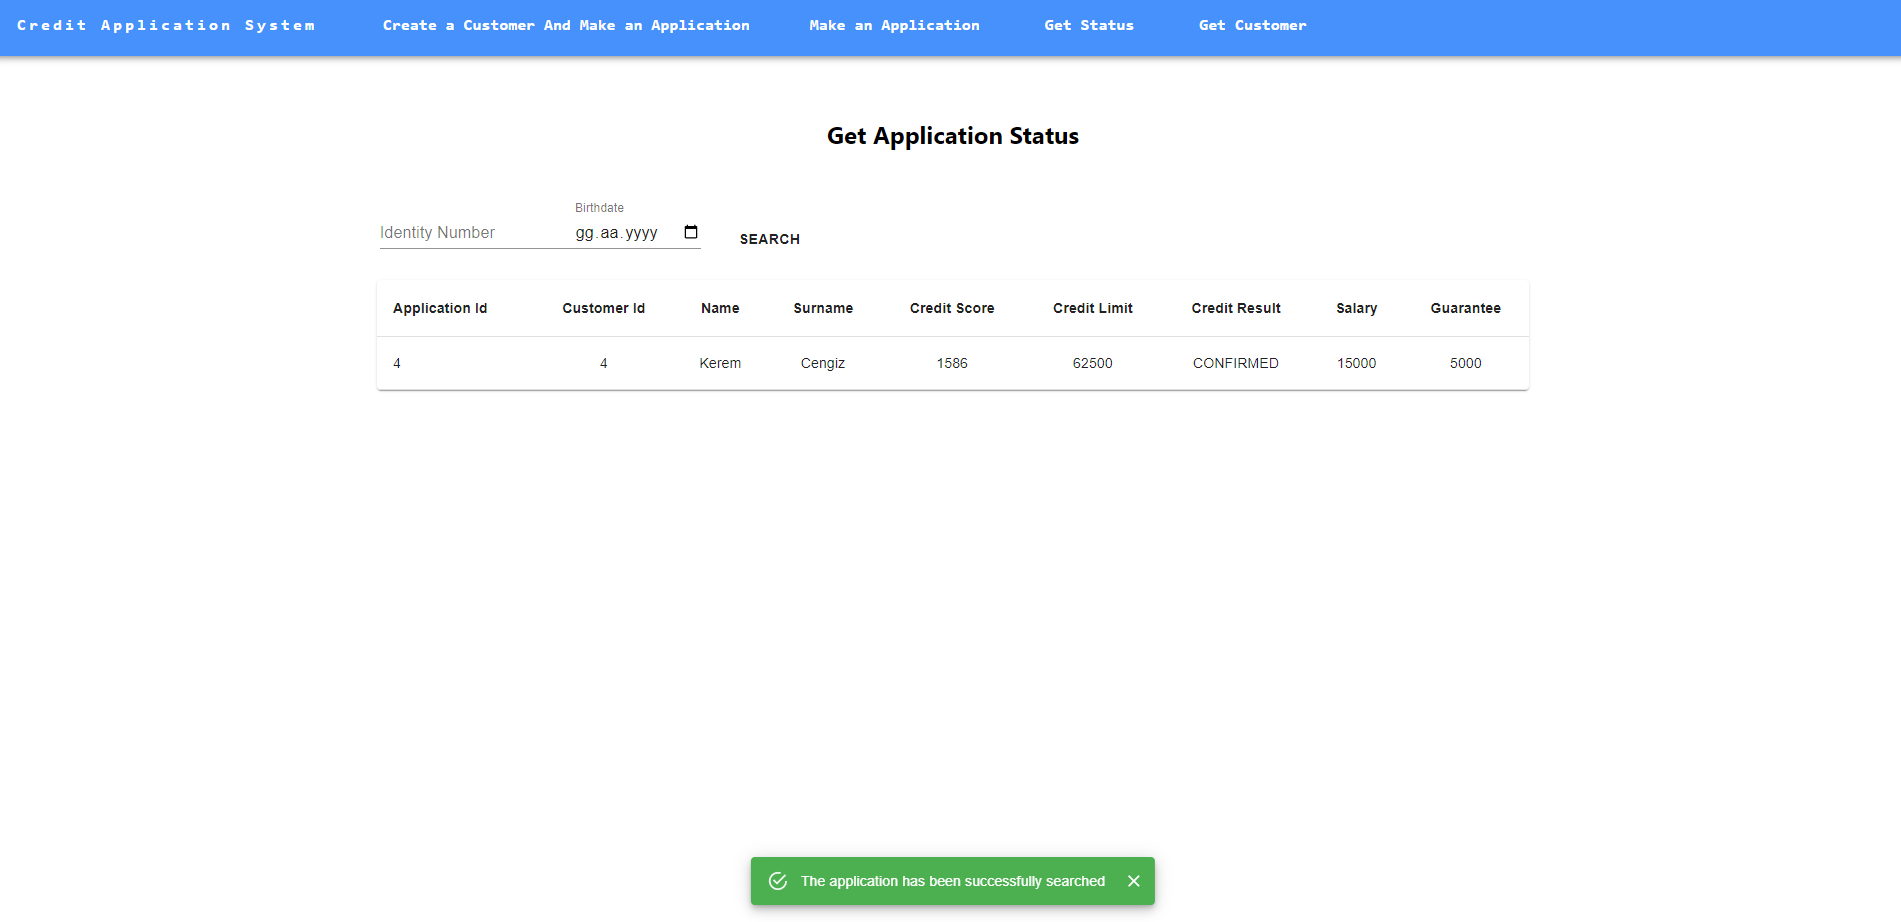 Credit Application System Create a Customer And Make an Application Make an Application Get Status Get Customer
Get Application Status
Birthdate
Identity Number gg.aa.yyyy SEARCH
Application Id Customer Id Name Surname Credit Score Credit Limit Credit Result Salary Guarantee
4 4 Kerem Cengiz 1586 62500 CONFIRMED 15000 5000
The application has been successfully searched